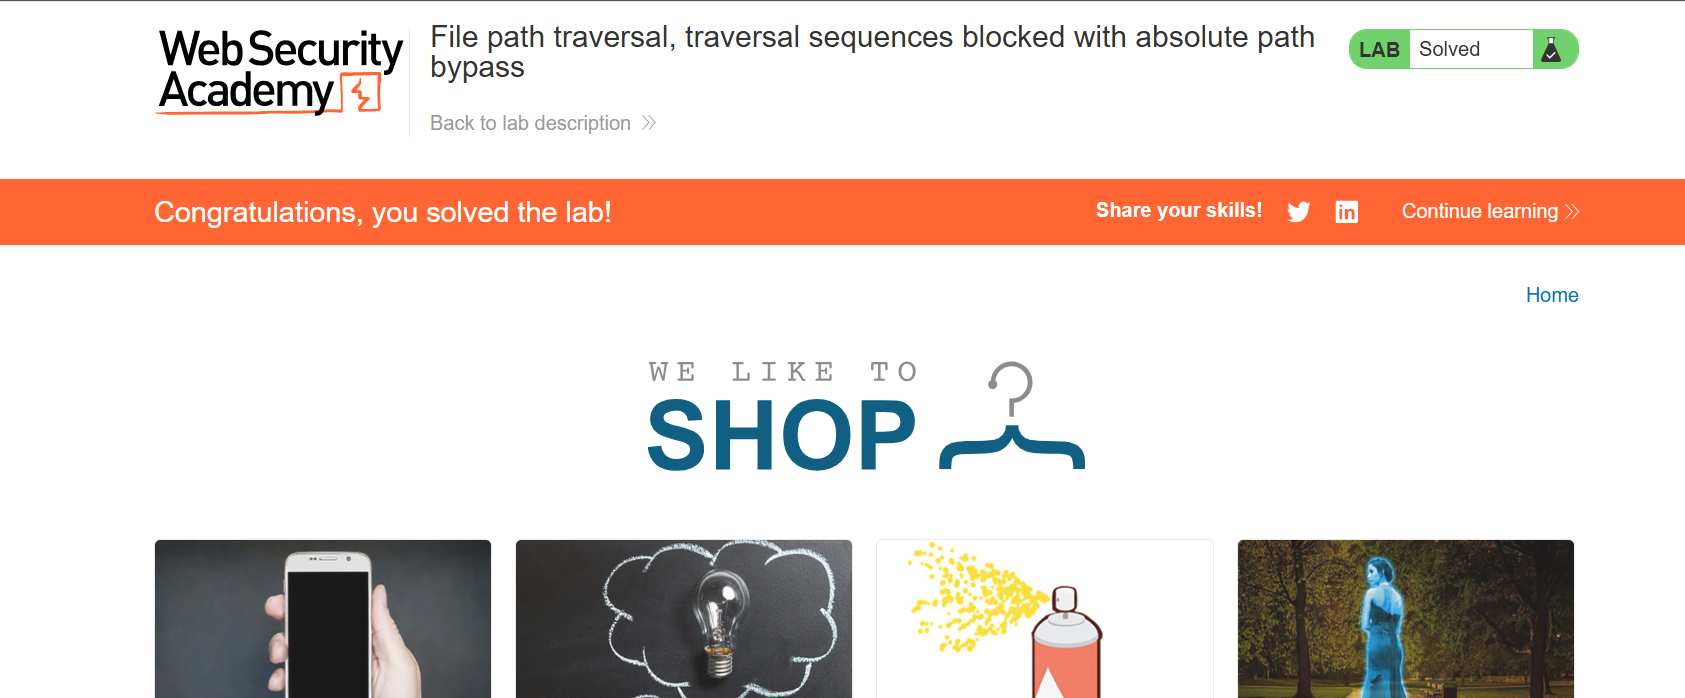 Web Security
Academy
File path traversal, traversal sequences blocked with absolute path
bypass
Back to lab description
LAB Solved
Congratulations, you solved the lab!
Share your skills!
in
Continue learning
Home
WE LIKE TO
SHOP